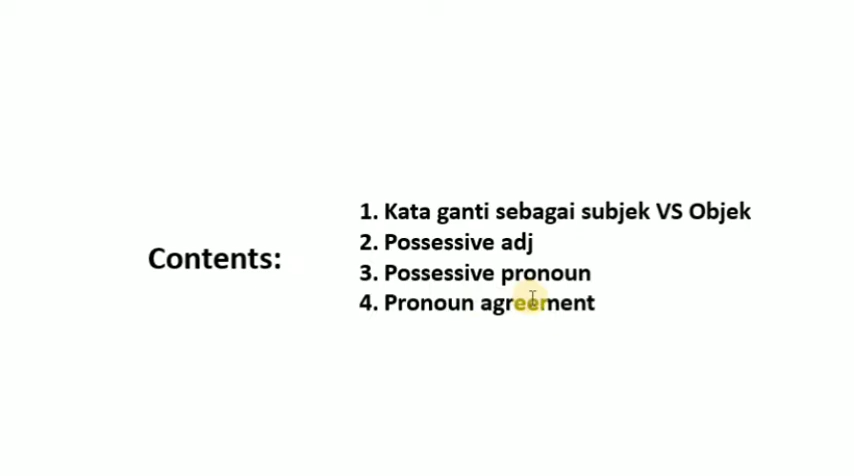 Contents:
1. Kata ganti sebagai subjek VS Objek
2. Possessive adj
3. Possessive pronoun
4. Pronoun agreement